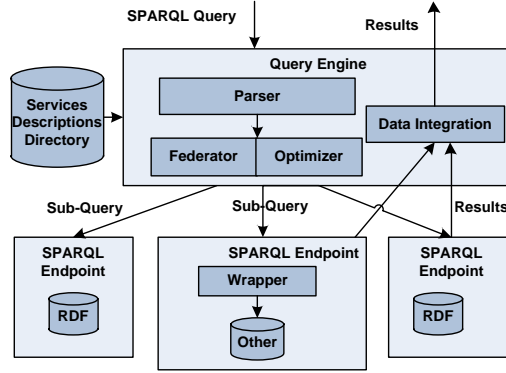 SPARQL Query
Results
Query Engine
Parser
Services
Descriptions
Directory
Data Integration
Federator
Optimizer
Sub-Query
Sub-Query
Results
SPARQL
Endpoint
RDF
SPARQL Endpoint
Wrapper
Other
SPARQL
Endpoint
RDF